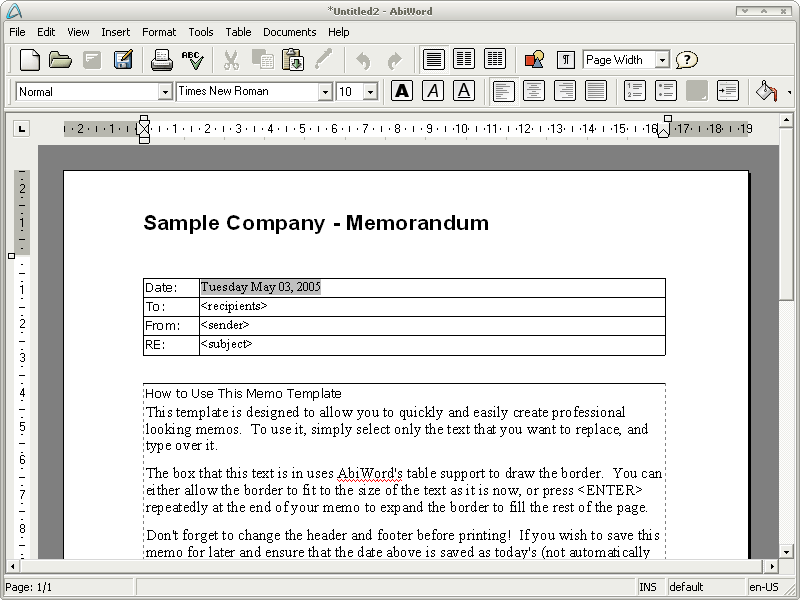 *Untitled2 - AbiWord
File Edit View Insert Format Tools Table Documents Help
ABC ¶ Page Width ?
Normal Times New Roman 10 A A A
2 1 1 2 3 4 5 6 7 8 9 10 11 12 13 14 15 16 17 18 19
2
1
1
2
3
4
5
6
7
8
Sample Company - Memorandum
Date: Tuesday May 03, 2005
To: <recipients>
From: <sender>
RE: <subject>
How to Use This Memo Template
This template is designed to allow you to quickly and easily create professional
looking memos.  To use it, simply select only the text that you want to replace, and
type over it.
The box that this text is in uses AbiWord's table support to draw the border.  You can
either allow the border to fit to the size of the text as it is now, or press <ENTER>
repeatedly at the end of your memo to expand the border to fill the rest of the page.
Don't forget to change the header and footer before printing!  If you wish to save this
memo for later and ensure that the date above is saved as today's (not automatically
Page: 1/1 INS default en-US